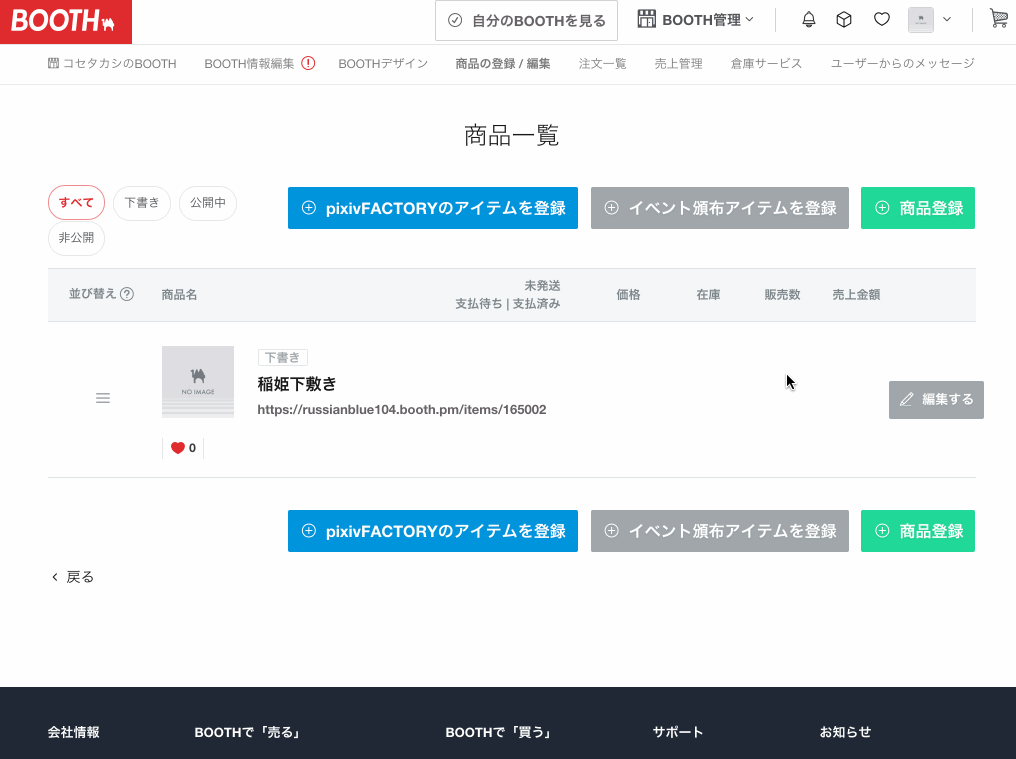 BOOTH
自分のBOOTHを見る
BOOTH管理
コセタカシのBOOTH BOOTH情報編集 BOOTHデザイン 商品の登録 / 編集 注文一覧 売上管理 倉庫サービス ユーザーからのメッセージ
商品一覧
すべて 下書き 公開中
非公開
pixivFACTORYのアイテムを登録 イベント頒布アイテムを登録 商品登録
並び替え ? 商品名 未発送 価格 在庫 販売数 売上金額
支払待ち | 支払済み
NO IMAGE
下書き
稲姫下敷き
https://russianblue104.booth.pm/items/165002
編集する
0
pixivFACTORYのアイテムを登録 イベント頒布アイテムを登録 商品登録
戻る
会社情報 BOOTHで「売る」 BOOTHで「買う」 サポート お知らせ